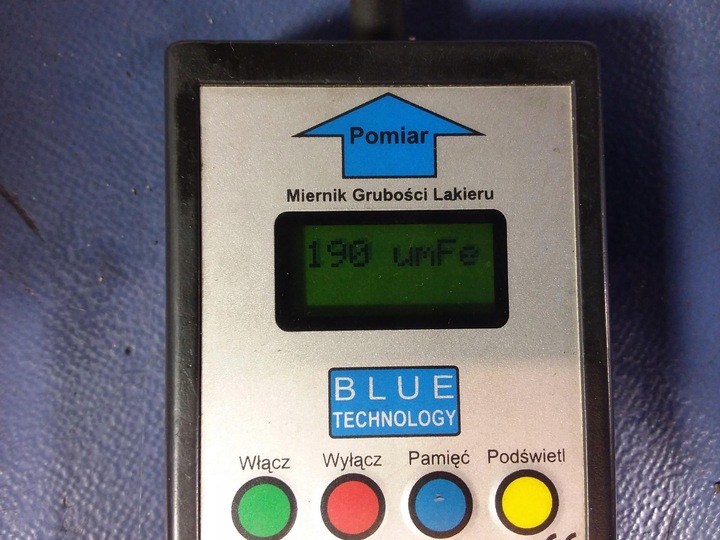 Pomiar
Miernik Grubości Lakieru
190 umFe
BLUE
TECHNOLOGY
Włącz Wyłącz Pamięć Podświetl